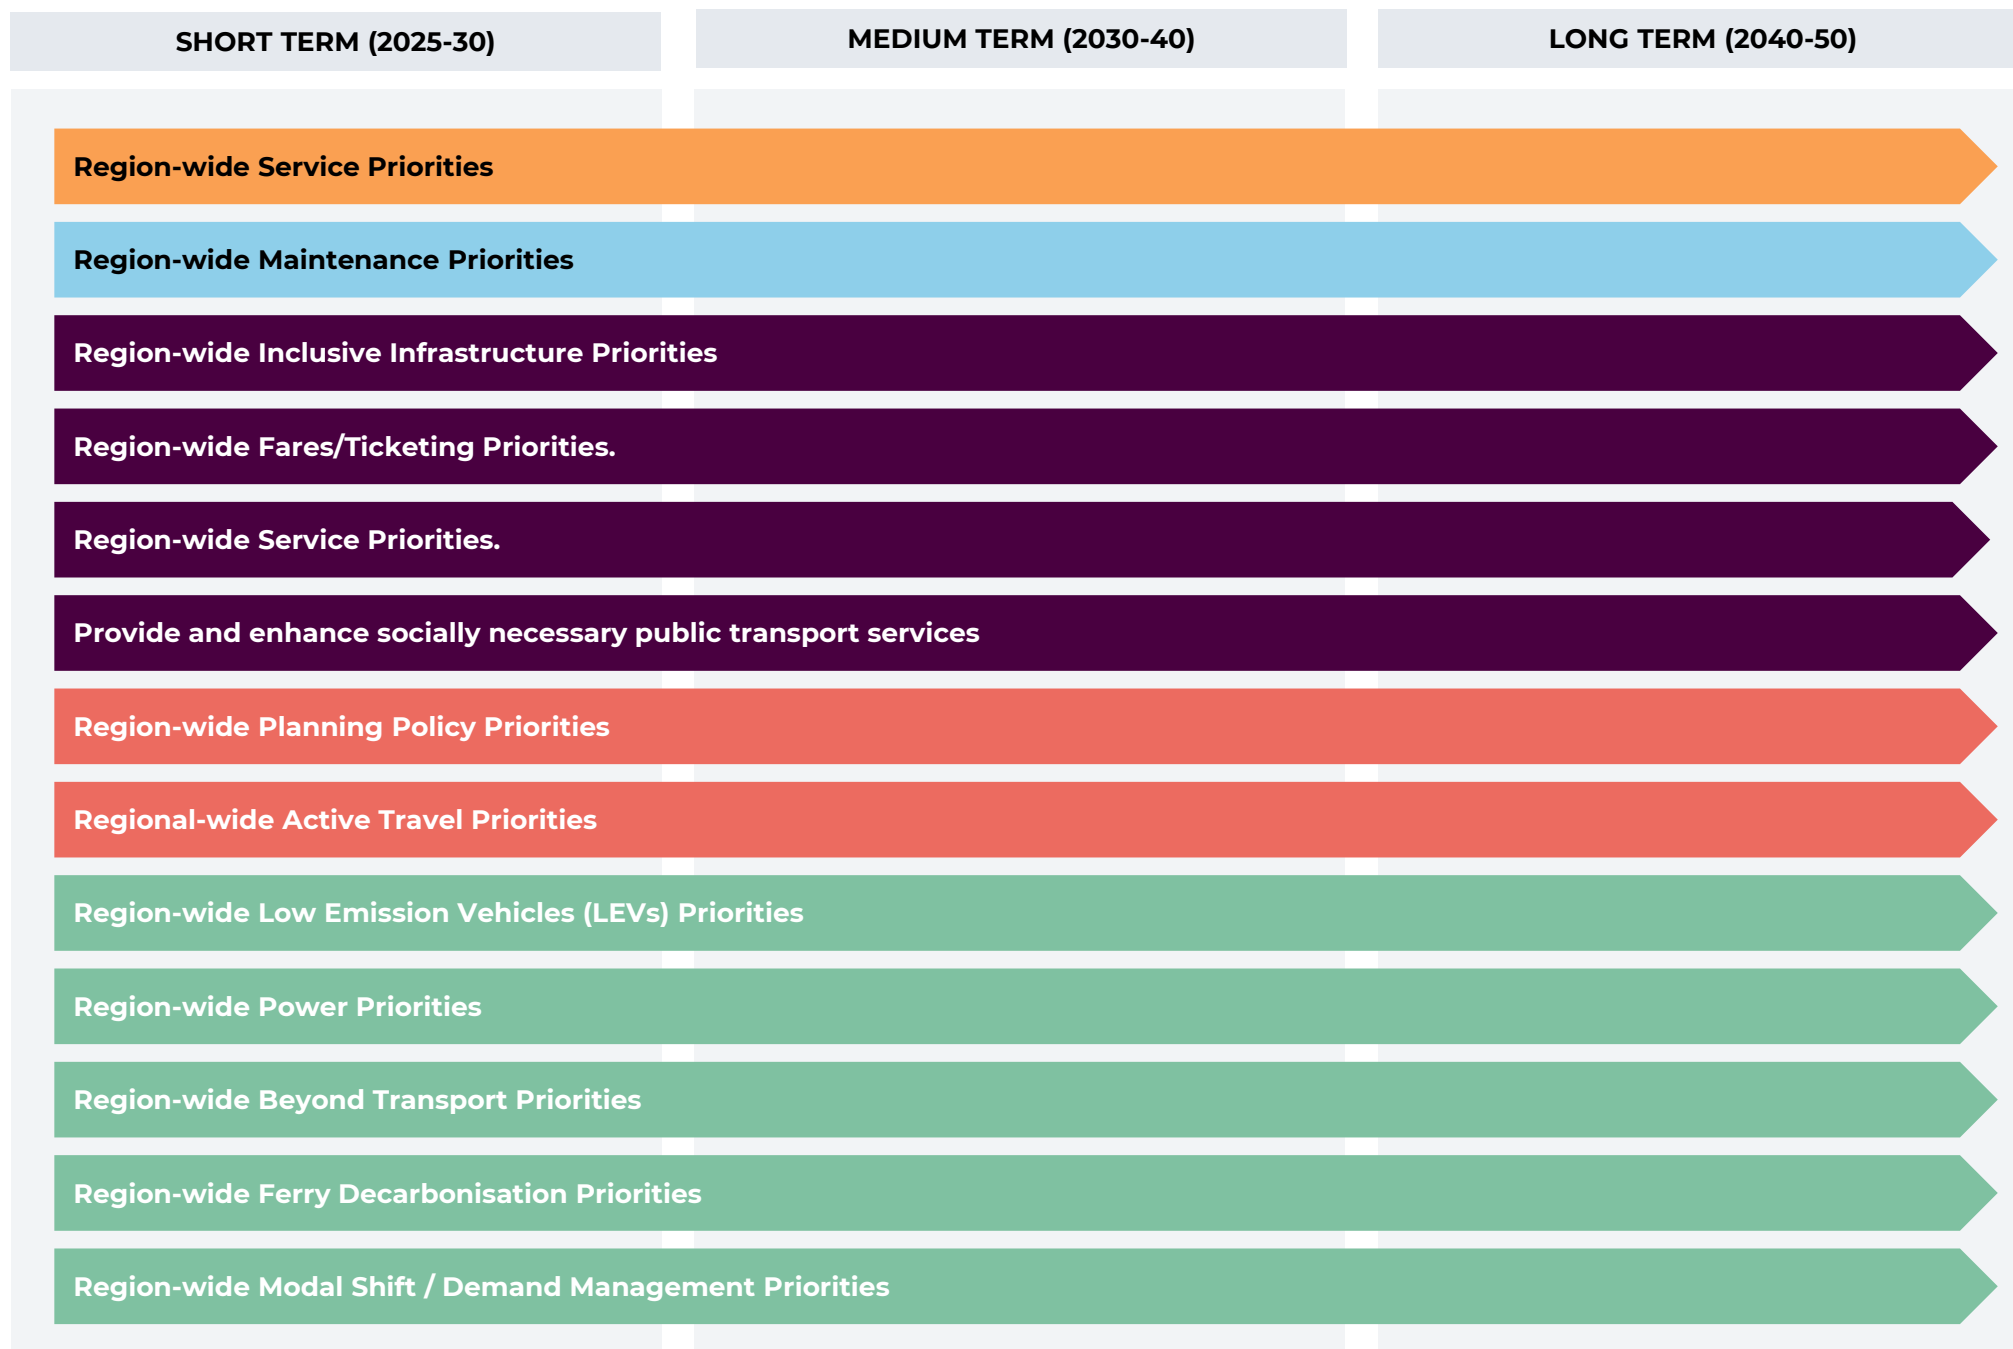 SHORT TERM (2025-30)
MEDIUM TERM (2030-40)
LONG TERM (2040-50)
Region-wide Service Priorities
Region-wide Maintenance Priorities
Region-wide Inclusive Infrastructure Priorities
Region-wide Fares/Ticketing Priorities.
Region-wide Service Priorities.
Provide and enhance socially necessary public transport services
Region-wide Planning Policy Priorities
Regional-wide Active Travel Priorities
Region-wide Low Emission Vehicles (LEVs) Priorities
Region-wide Power Priorities
Region-wide Beyond Transport Priorities
Region-wide Ferry Decarbonisation Priorities
Region-wide Modal Shift / Demand Management Priorities